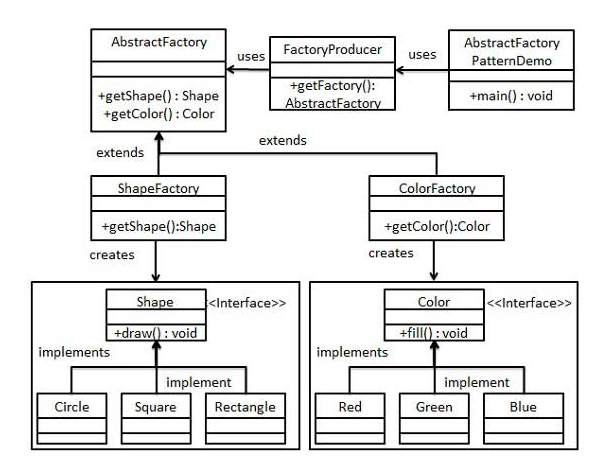 AbstractFactory
+getShape() : Shape
+getColor() : Color
uses
FactoryProducer
+getFactory():
AbstractFactory
uses
AbstractFactory
PatternDemo
+main() : void
extends
extends
ShapeFactory
+getShape():Shape
ColorFactory
+getColor():Color
creates
creates
Shape
<<Interface>>
+draw() : void
implements
implement
Circle
Square
Rectangle
Color
<<Interface>>
+fill() : void
implements
implement
Red
Green
Blue